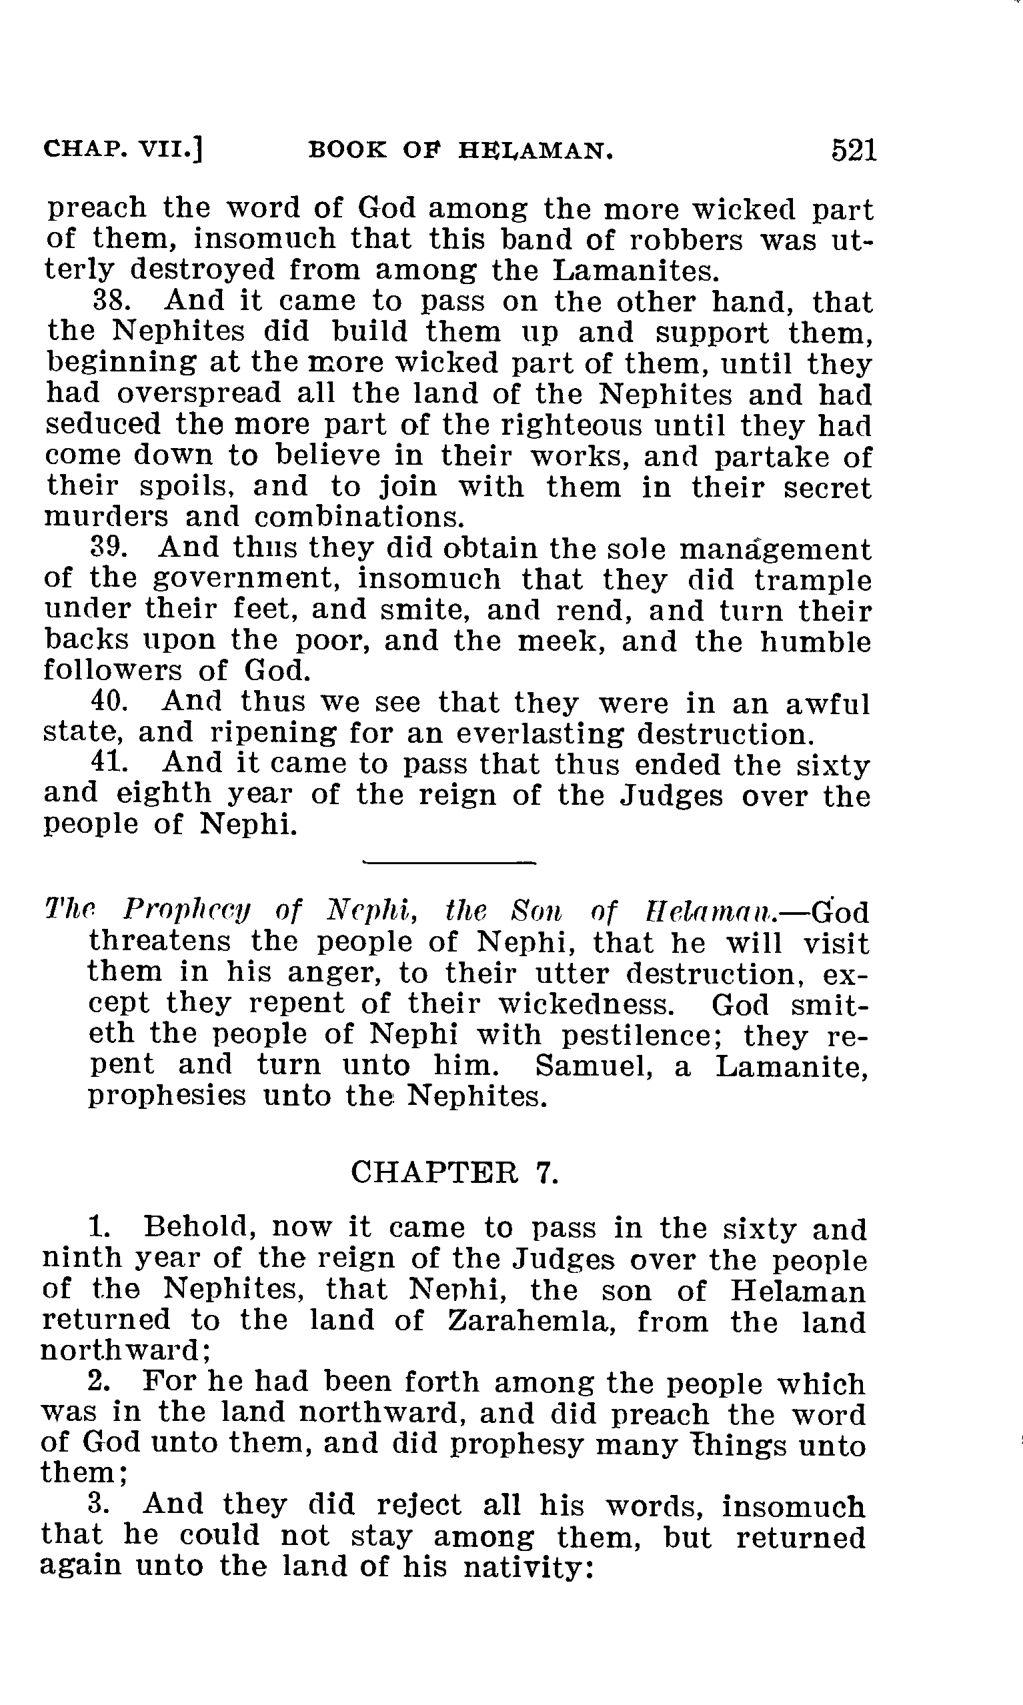 CHAP. VII.] BOOK OF HELAMAN. 521
preach the word of God among the more wicked part
of them, insomuch that this band of robbers was ut-
terly destroyed from among the Lamanites.
38. And it came to pass on the other hand, that
the Nephites did build them up and support them,
beginning at the more wicked part of them, until they
had overspread all the land of the Nephites and had
seduced the more part of the righteous until they had
come down to believe in their works, and partake of
their spoils, and to join with them in their secret
murders and combinations.
39. And thus they did obtain the sole management
of the government, insomuch that they did trample
under their feet, and smite, and rend, and turn their
backs upon the poor, and the meek, and the humble
followers of God.
40. And thus we see that they were in an awful
state, and ripening for an everlasting destruction.
41. And it came to pass that thus ended the sixty
and eighth year of the reign of the Judges over the
people of Nephi.
The Prophecy of Nephi, the Son of Helaman.—God
threatens the people of Nephi, that he will visit
them in his anger, to their utter destruction, ex-
cept they repent of their wickedness. God smit-
eth the people of Nephi with pestilence; they re-
pent and turn unto him. Samuel, a Lamanite,
prophesies unto the Nephites.
CHAPTER 7.
1. Behold, now it came to pass in the sixty and
ninth year of the reign of the Judges over the people
of the Nephites, that Nephi, the son of Helaman
returned to the land of Zarahemla, from the land
northward;
2. For he had been forth among the people which
was in the land northward, and did preach the word
of God unto them, and did prophesy many things unto
them;
3. And they did reject all his words, insomuch
that he could not stay among them, but returned
again unto the land of his nativity: